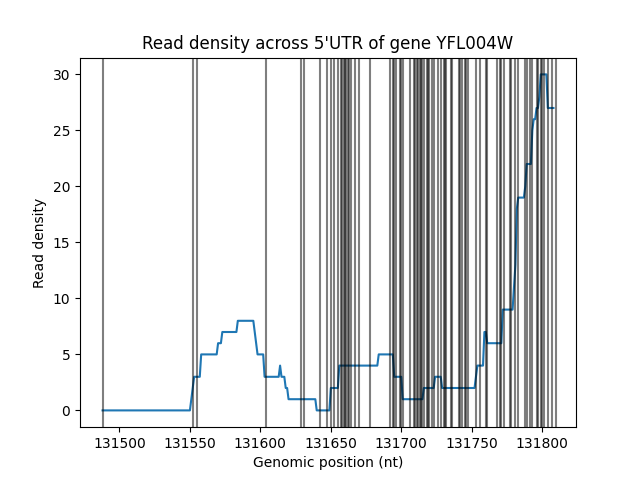 Read density across 5'UTR of gene YFL004W
30
25
20
15
10
5
0
Read density
131500 131550 131600 131650 131700 131750 131800
Genomic position (nt)